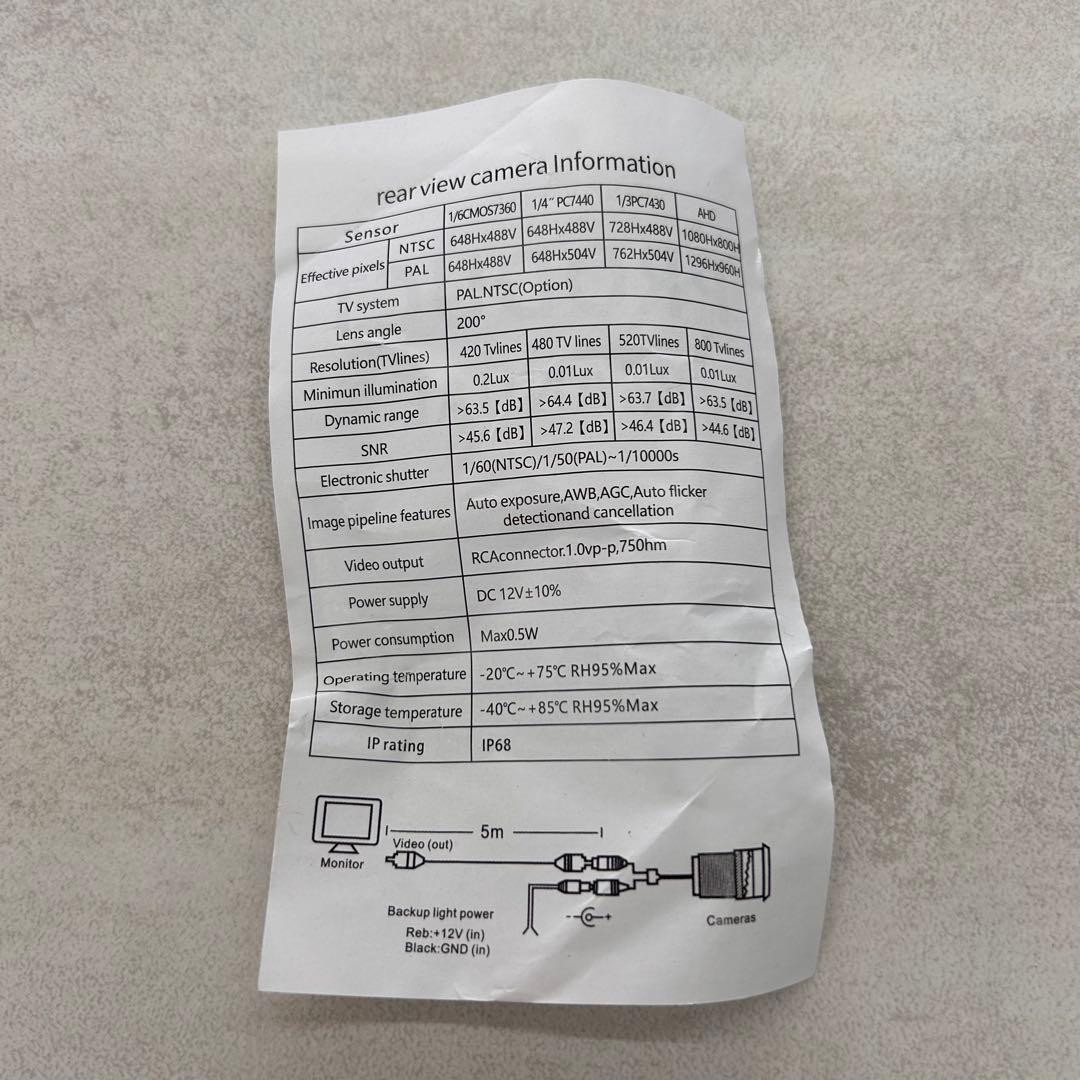 rear view camera Information
Sensor 1/6CMOS7360 1/4″ PC7440 1/3PC7430 AHD
Effective pixels NTSC 648Hx488V 648Hx488V 728Hx488V 1080Hx800H
PAL 648Hx488V 648Hx504V 762Hx504V 1296Hx960H
TV system PAL.NTSC(Option)
Lens angle 200°
Resolution(TVlines) 420 Tvlines 480 TV lines 520TVlines 800 Tvlines
Minimun illumination 0.2Lux 0.01Lux 0.01Lux 0.01Lux
Dynamic range >63.5【dB】 >64.4【dB】 >63.7【dB】 >63.5【dB】
SNR >45.6【dB】 >47.2【dB】 >46.4【dB】 >44.6【dB】
Electronic shutter 1/60(NTSC)/1/50(PAL)~1/10000s
Image pipeline features Auto exposure,AWB,AGC,Auto flicker
detectionand cancellation
Video output RCAconnector.1.0vp-p,750hm
Power supply DC 12V±10%
Power consumption Max0.5W
Operating temperature -20℃~+75℃ RH95%Max
Storage temperature -40℃~+85℃ RH95%Max
IP rating IP68
5m
Video (out)
Monitor
Backup light power
Reb:+12V (in)
Black:GND (in)
- +
Cameras